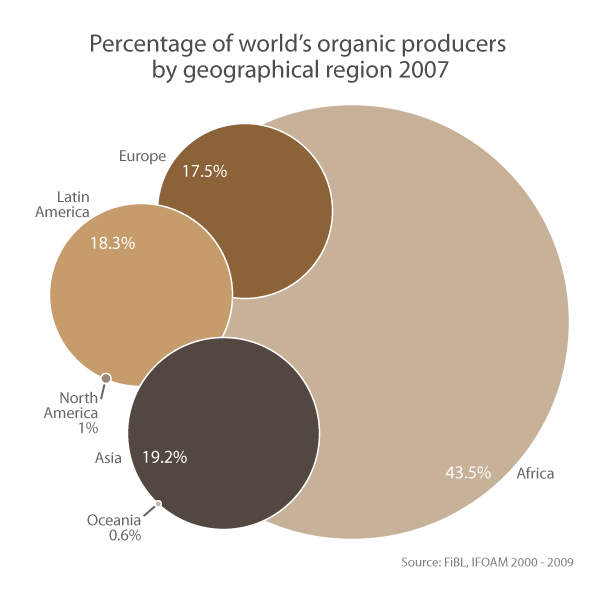 Percentage of world's organic producers
by geographical region 2007
Europe
17.5%
Latin
America
18.3%
North
America
1%
Asia
19.2%
43.5%
Africa
Oceania
0.6%
Source: FiBL, IFOAM 2000 - 2009